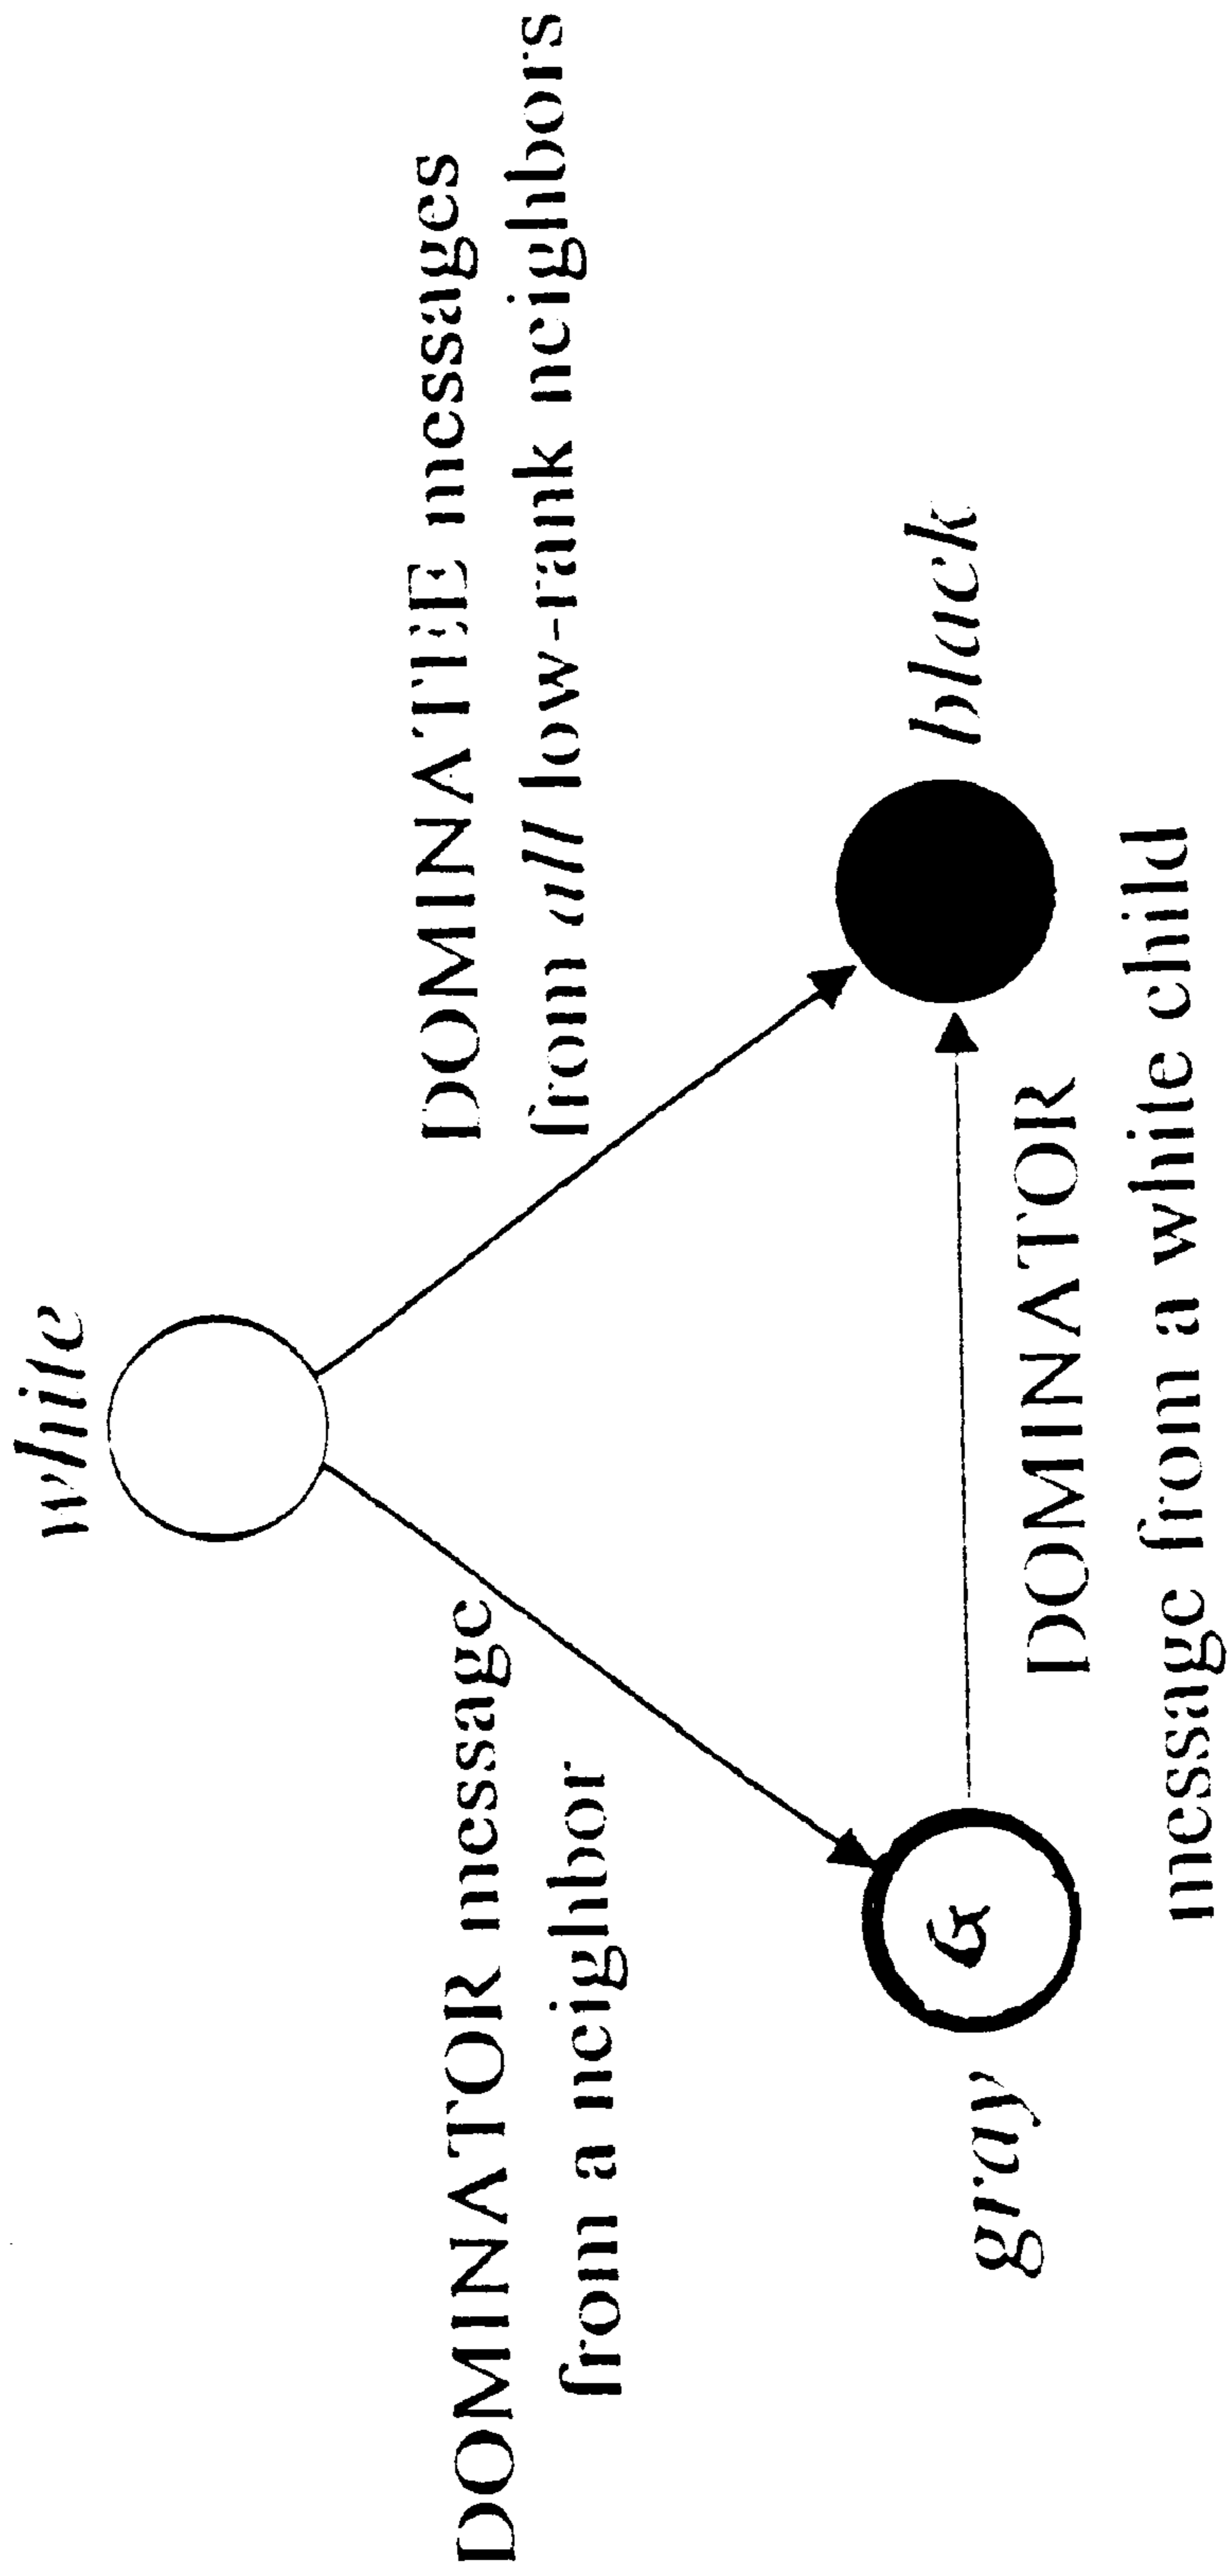 white
DOMINATEE messages
from all low-rank neighbors
DOMINATOR message
from a neighbor
G
gray
black
DOMINATOR
message from a white child